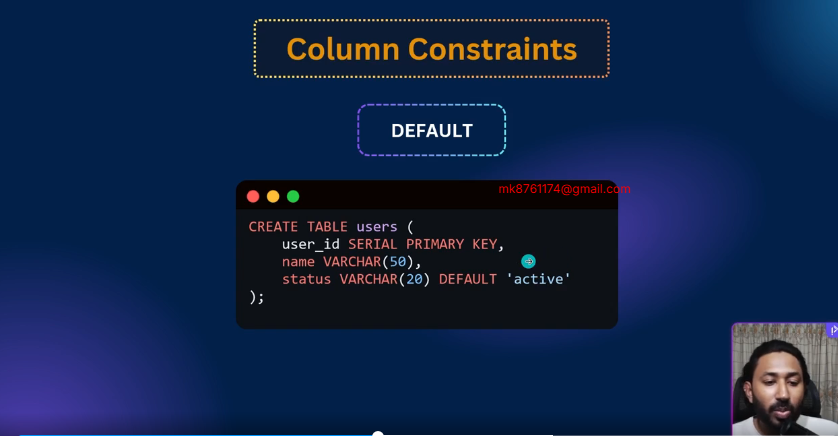 Column Constraints
DEFAULT
mk8761174@gmail.com
CREATE TABLE users (
    user_id SERIAL PRIMARY KEY,
    name VARCHAR(50),
    status VARCHAR(20) DEFAULT 'active'
);